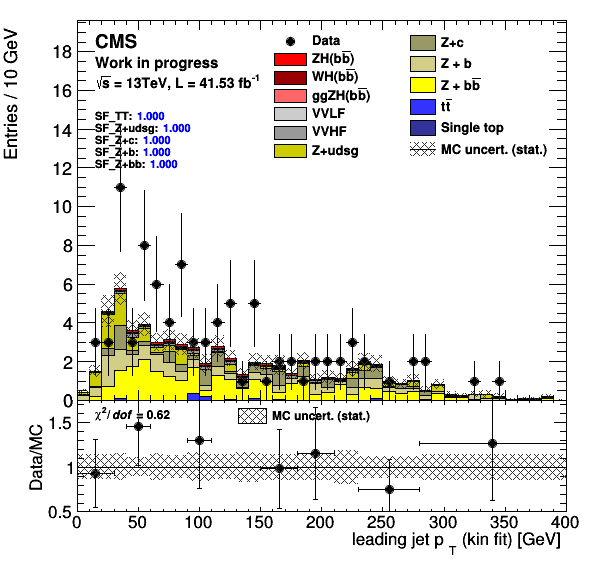 CMS
Work in progress
√s = 13TeV, L = 41.53 fb⁻¹
SF_TT: 1.000
SF_Z+udsg: 1.000
SF_Z+c: 1.000
SF_Z+b: 1.000
SF_Z+bb: 1.000
Data
ZH(bb̅)
WH(bb̅)
ggZH(bb̅)
VVLF
VVHF
Z+udsg
Z+c
Z + b
Z + bb̅
tt̅
Single top
MC uncert. (stat.)
Entries / 10 GeV
18
16
14
12
10
8
6
4
2
0
χ²/ dof = 0.62
MC uncert. (stat.)
Data/MC
1.5
1
0.5
0 50 100 150 200 250 300 350 400
leading jet p_T (kin fit) [GeV]